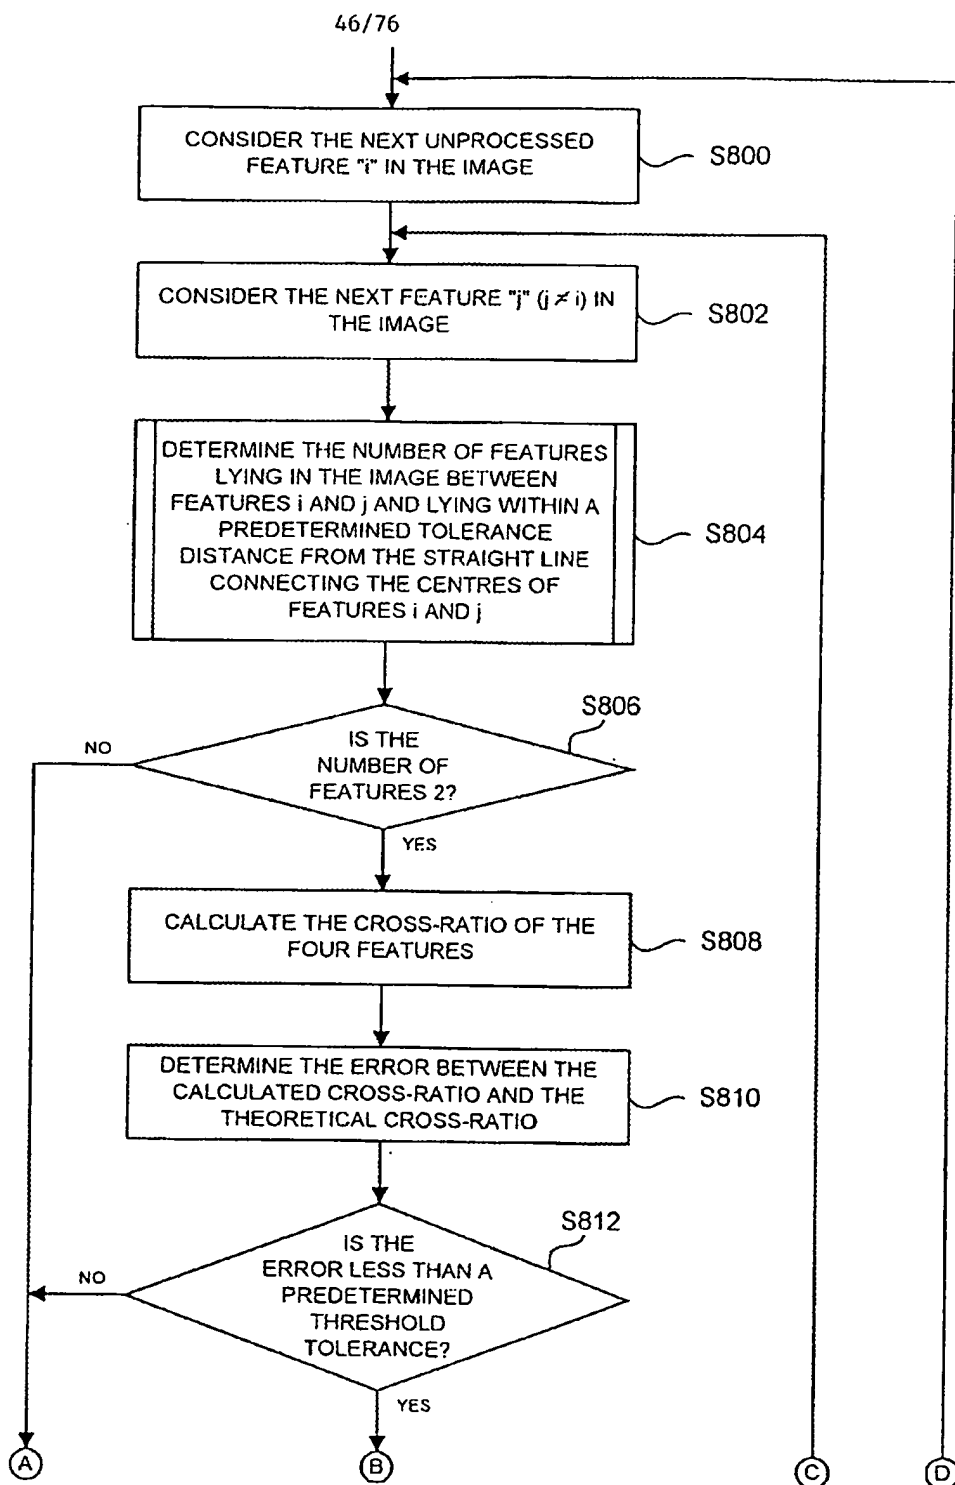 46/76
CONSIDER THE NEXT UNPROCESSED
FEATURE "i" IN THE IMAGE
S800
CONSIDER THE NEXT FEATURE "j" (j ≠ i) IN
THE IMAGE
S802
DETERMINE THE NUMBER OF FEATURES
LYING IN THE IMAGE BETWEEN
FEATURES i AND j AND LYING WITHIN A
PREDETERMINED TOLERANCE
DISTANCE FROM THE STRAIGHT LINE
CONNECTING THE CENTRES OF
FEATURES i AND j
S804
S806
NO
IS THE
NUMBER OF
FEATURES 2?
YES
CALCULATE THE CROSS-RATIO OF THE
FOUR FEATURES
S808
DETERMINE THE ERROR BETWEEN THE
CALCULATED CROSS-RATIO AND THE
THEORETICAL CROSS-RATIO
S810
S812
NO
IS THE
ERROR LESS THAN A
PREDETERMINED
THRESHOLD
TOLERANCE?
YES
A
B
C
D